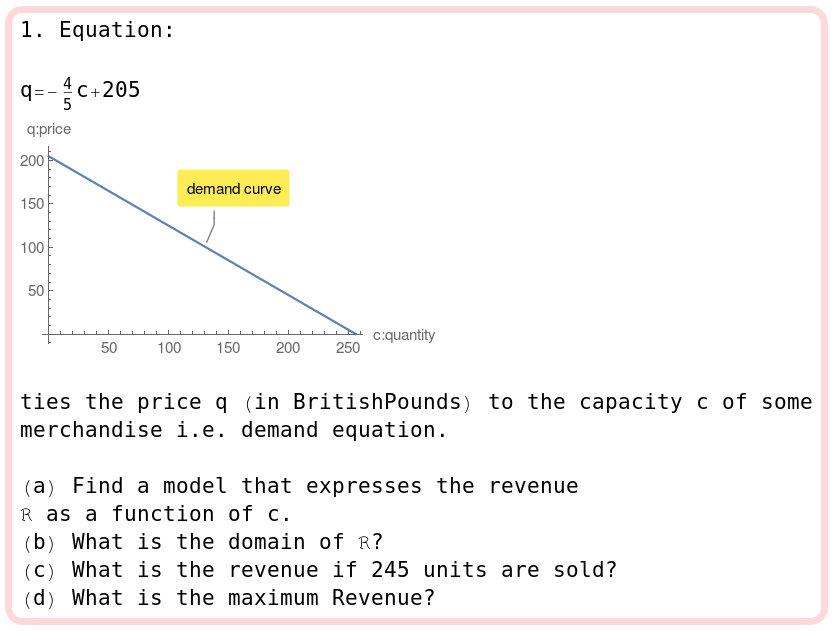 1. Equation:
q=-4/5 c+205
q:price
200
150
100
50
demand curve
50 100 150 200 250
c:quantity
ties the price q (in BritishPounds) to the capacity c of some
merchandise i.e. demand equation.
(a) Find a model that expresses the revenue
ℝ as a function of c.
(b) What is the domain of ℝ?
(c) What is the revenue if 245 units are sold?
(d) What is the maximum Revenue?